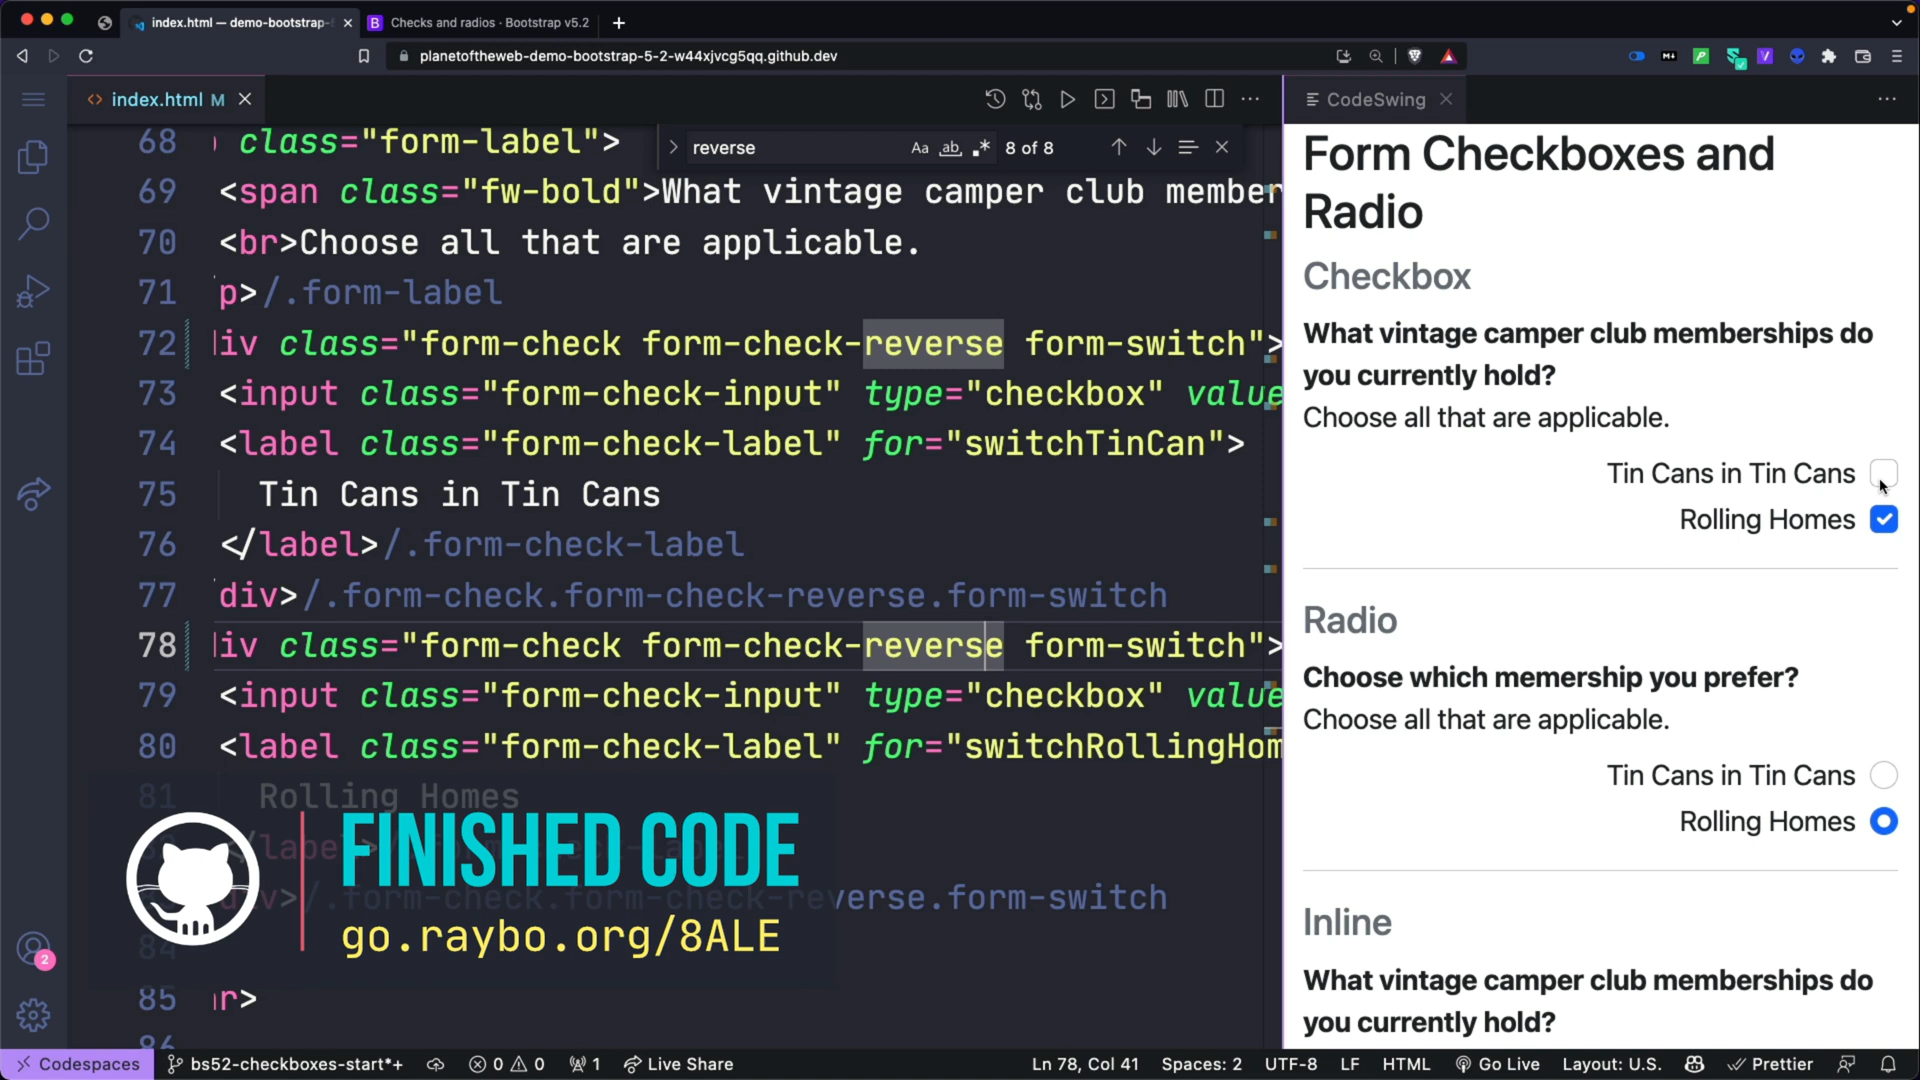 index.html — demo-bootstrap-
Checks and radios · Bootstrap v5.2
planetoftheweb-demo-bootstrap-5-2-w44xjvcg5qq.github.dev
index.html M
CodeSwing
reverse
8 of 8
68 class="form-label">
69 <span class="fw-bold">What vintage camper club member
70 <br>Choose all that are applicable.
71 p>/.form-label
72 iv class="form-check form-check-reverse form-switch">
73 <input class="form-check-input" type="checkbox" value
74 <label class="form-check-label" for="switchTinCan">
75 Tin Cans in Tin Cans
76 </label>/.form-check-label
77 div>/.form-check.form-check-reverse.form-switch
78 iv class="form-check form-check-reverse form-switch">
79 <input class="form-check-input" type="checkbox" value
80 <label class="form-check-label" for="switchRollingHom
81 Rolling Homes
/.form-check.form-check-reverse.form-switch
84
85 r>
86
FINISHED CODE
go.raybo.org/8ALE
Form Checkboxes and
Radio
Checkbox
What vintage camper club memberships do
you currently hold?
Choose all that are applicable.
Tin Cans in Tin Cans
Rolling Homes
Radio
Choose which memership you prefer?
Choose all that are applicable.
Tin Cans in Tin Cans
Rolling Homes
Inline
What vintage camper club memberships do
you currently hold?
2
Codespaces bs52-checkboxes-start*+ 0 0 1 Live Share Ln 78, Col 41 Spaces: 2 UTF-8 LF HTML Go Live Layout: U.S. Prettier